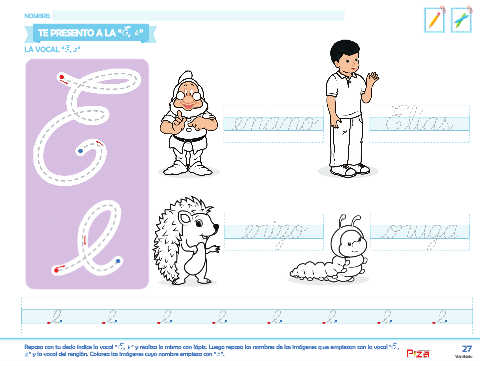 NOMBRE
TE PRESENTO A LA "E, e"
LA VOCAL "E, e"
E
e
enano
Elias
erizo
oruga
e e e e e e e e
Repasa con tu dedo índice la vocal "E, e" y realiza lo mismo con lápiz. Luego repasa los nombres de las imágenes que empiezan con la vocal "E,
e" y la vocal del renglón. Colorea las imágenes cuyo nombre empieza con "e".
27